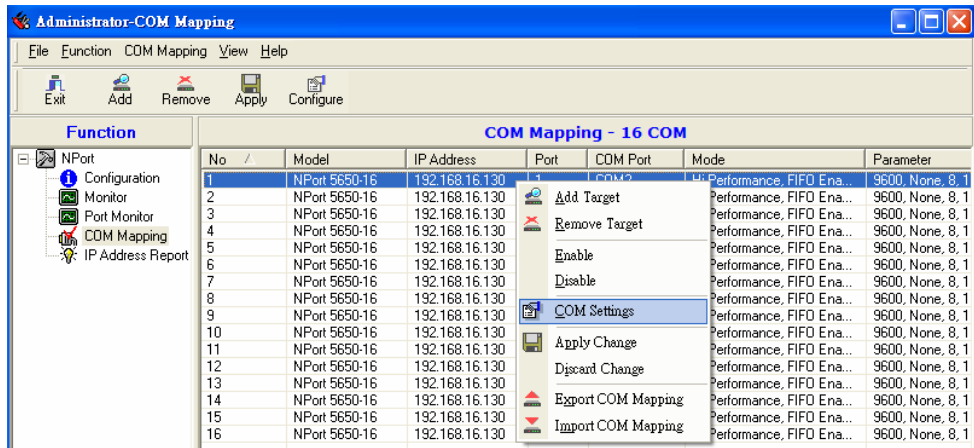 Administrator-COM Mapping
File Function COM Mapping View Help
Exit Add Remove Apply Configure
Function
COM Mapping - 16 COM
NPort
Configuration
Monitor
Port Monitor
COM Mapping
IP Address Report
No Model IP Address Port COM Port Mode Parameter
1 NPort 5650-16 192.168.16.130 1 COM2 Hi Performance, FIFO Ena... 9600, None, 8, 1
2 NPort 5650-16 192.168.16.130 Performance, FIFO Ena... 9600, None, 8, 1
3 NPort 5650-16 192.168.16.130 Performance, FIFO Ena... 9600, None, 8, 1
4 NPort 5650-16 192.168.16.130 Performance, FIFO Ena... 9600, None, 8, 1
5 NPort 5650-16 192.168.16.130 Performance, FIFO Ena... 9600, None, 8, 1
6 NPort 5650-16 192.168.16.130 Performance, FIFO Ena... 9600, None, 8, 1
7 NPort 5650-16 192.168.16.130 Performance, FIFO Ena... 9600, None, 8, 1
8 NPort 5650-16 192.168.16.130 Performance, FIFO Ena... 9600, None, 8, 1
9 NPort 5650-16 192.168.16.130 Performance, FIFO Ena... 9600, None, 8, 1
10 NPort 5650-16 192.168.16.130 Performance, FIFO Ena... 9600, None, 8, 1
11 NPort 5650-16 192.168.16.130 Performance, FIFO Ena... 9600, None, 8, 1
12 NPort 5650-16 192.168.16.130 Performance, FIFO Ena... 9600, None, 8, 1
13 NPort 5650-16 192.168.16.130 Performance, FIFO Ena... 9600, None, 8, 1
14 NPort 5650-16 192.168.16.130 Performance, FIFO Ena... 9600, None, 8, 1
15 NPort 5650-16 192.168.16.130 Performance, FIFO Ena... 9600, None, 8, 1
16 NPort 5650-16 192.168.16.130 Performance, FIFO Ena... 9600, None, 8, 1
Add Target
Remove Target
Enable
Disable
COM Settings
Apply Change
Discard Change
Export COM Mapping
Import COM Mapping